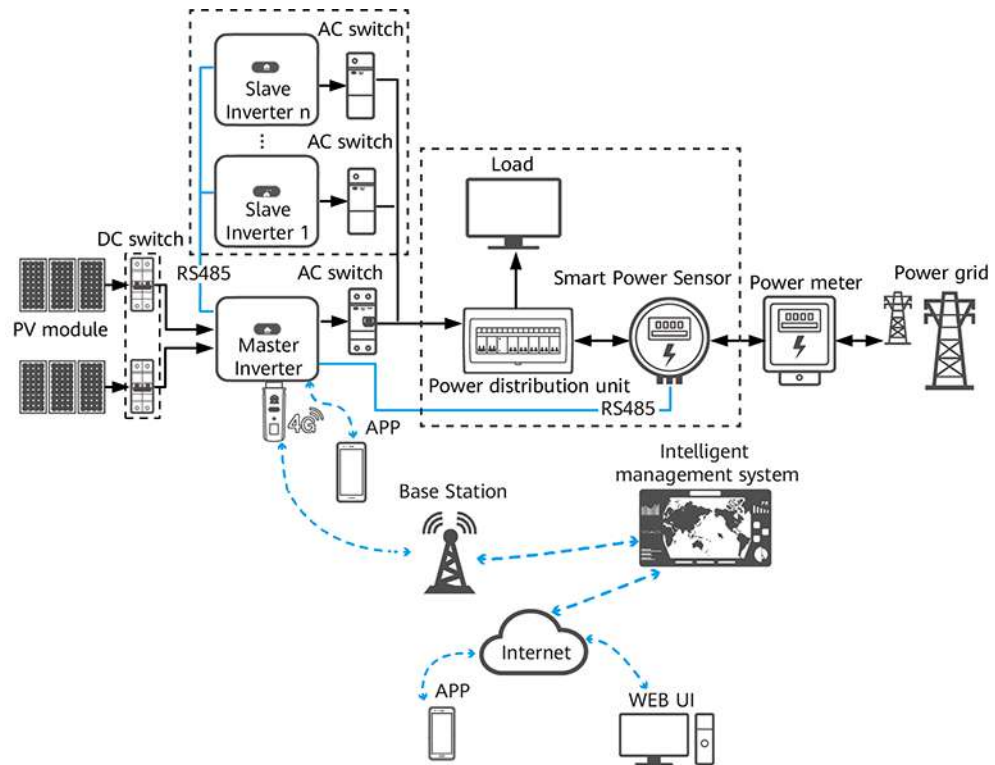 AC switch
Slave
Inverter n
AC switch
Slave
Inverter 1
Load
DC switch
RS485
AC switch
Smart Power Sensor
Power meter
Power grid
PV module
Master
Inverter
Power distribution unit
RS485
4G
APP
Intelligent
management system
Base Station
Internet
APP
WEB UI